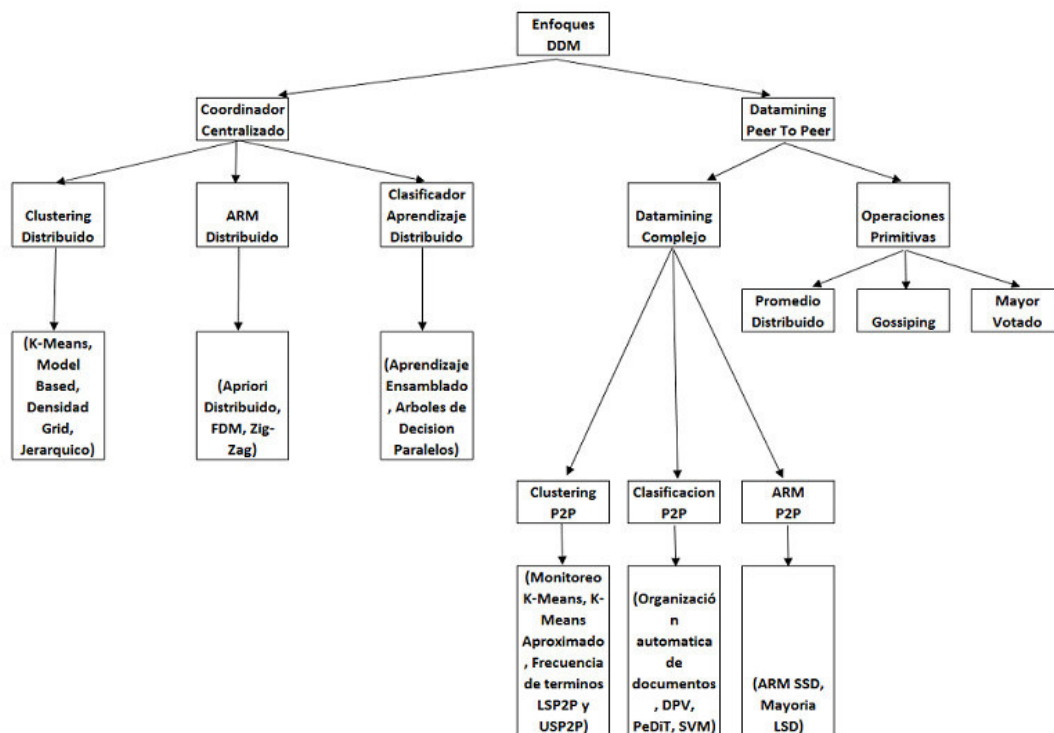 Enfoques
DDM
Coordinador
Centralizado
Datamining
Peer To Peer
Clustering
Distribuido
ARM
Distribuido
Clasificador
Aprendizaje
Distribuido
Datamining
Complejo
Operaciones
Primitivas
Promedio
Distribuido
Gossiping
Mayor
Votado
(K-Means,
Model
Based,
Densidad
Grid,
Jerarquico)
(Apriori
Distribuido,
FDM, Zig-
Zag)
(Aprendizaje
Ensamblado
, Arboles de
Decision
Paralelos)
Clustering
P2P
Clasificacion
P2P
ARM
P2P
(Monitoreo
K-Means, K-
Means
Aproximado
, Frecuencia
de terminos
LSP2P y
USP2P)
(Organizació
n
automatica
de
documentos
, DPV,
PeDiT, SVM)
(ARM SSD,
Mayoria
LSD)